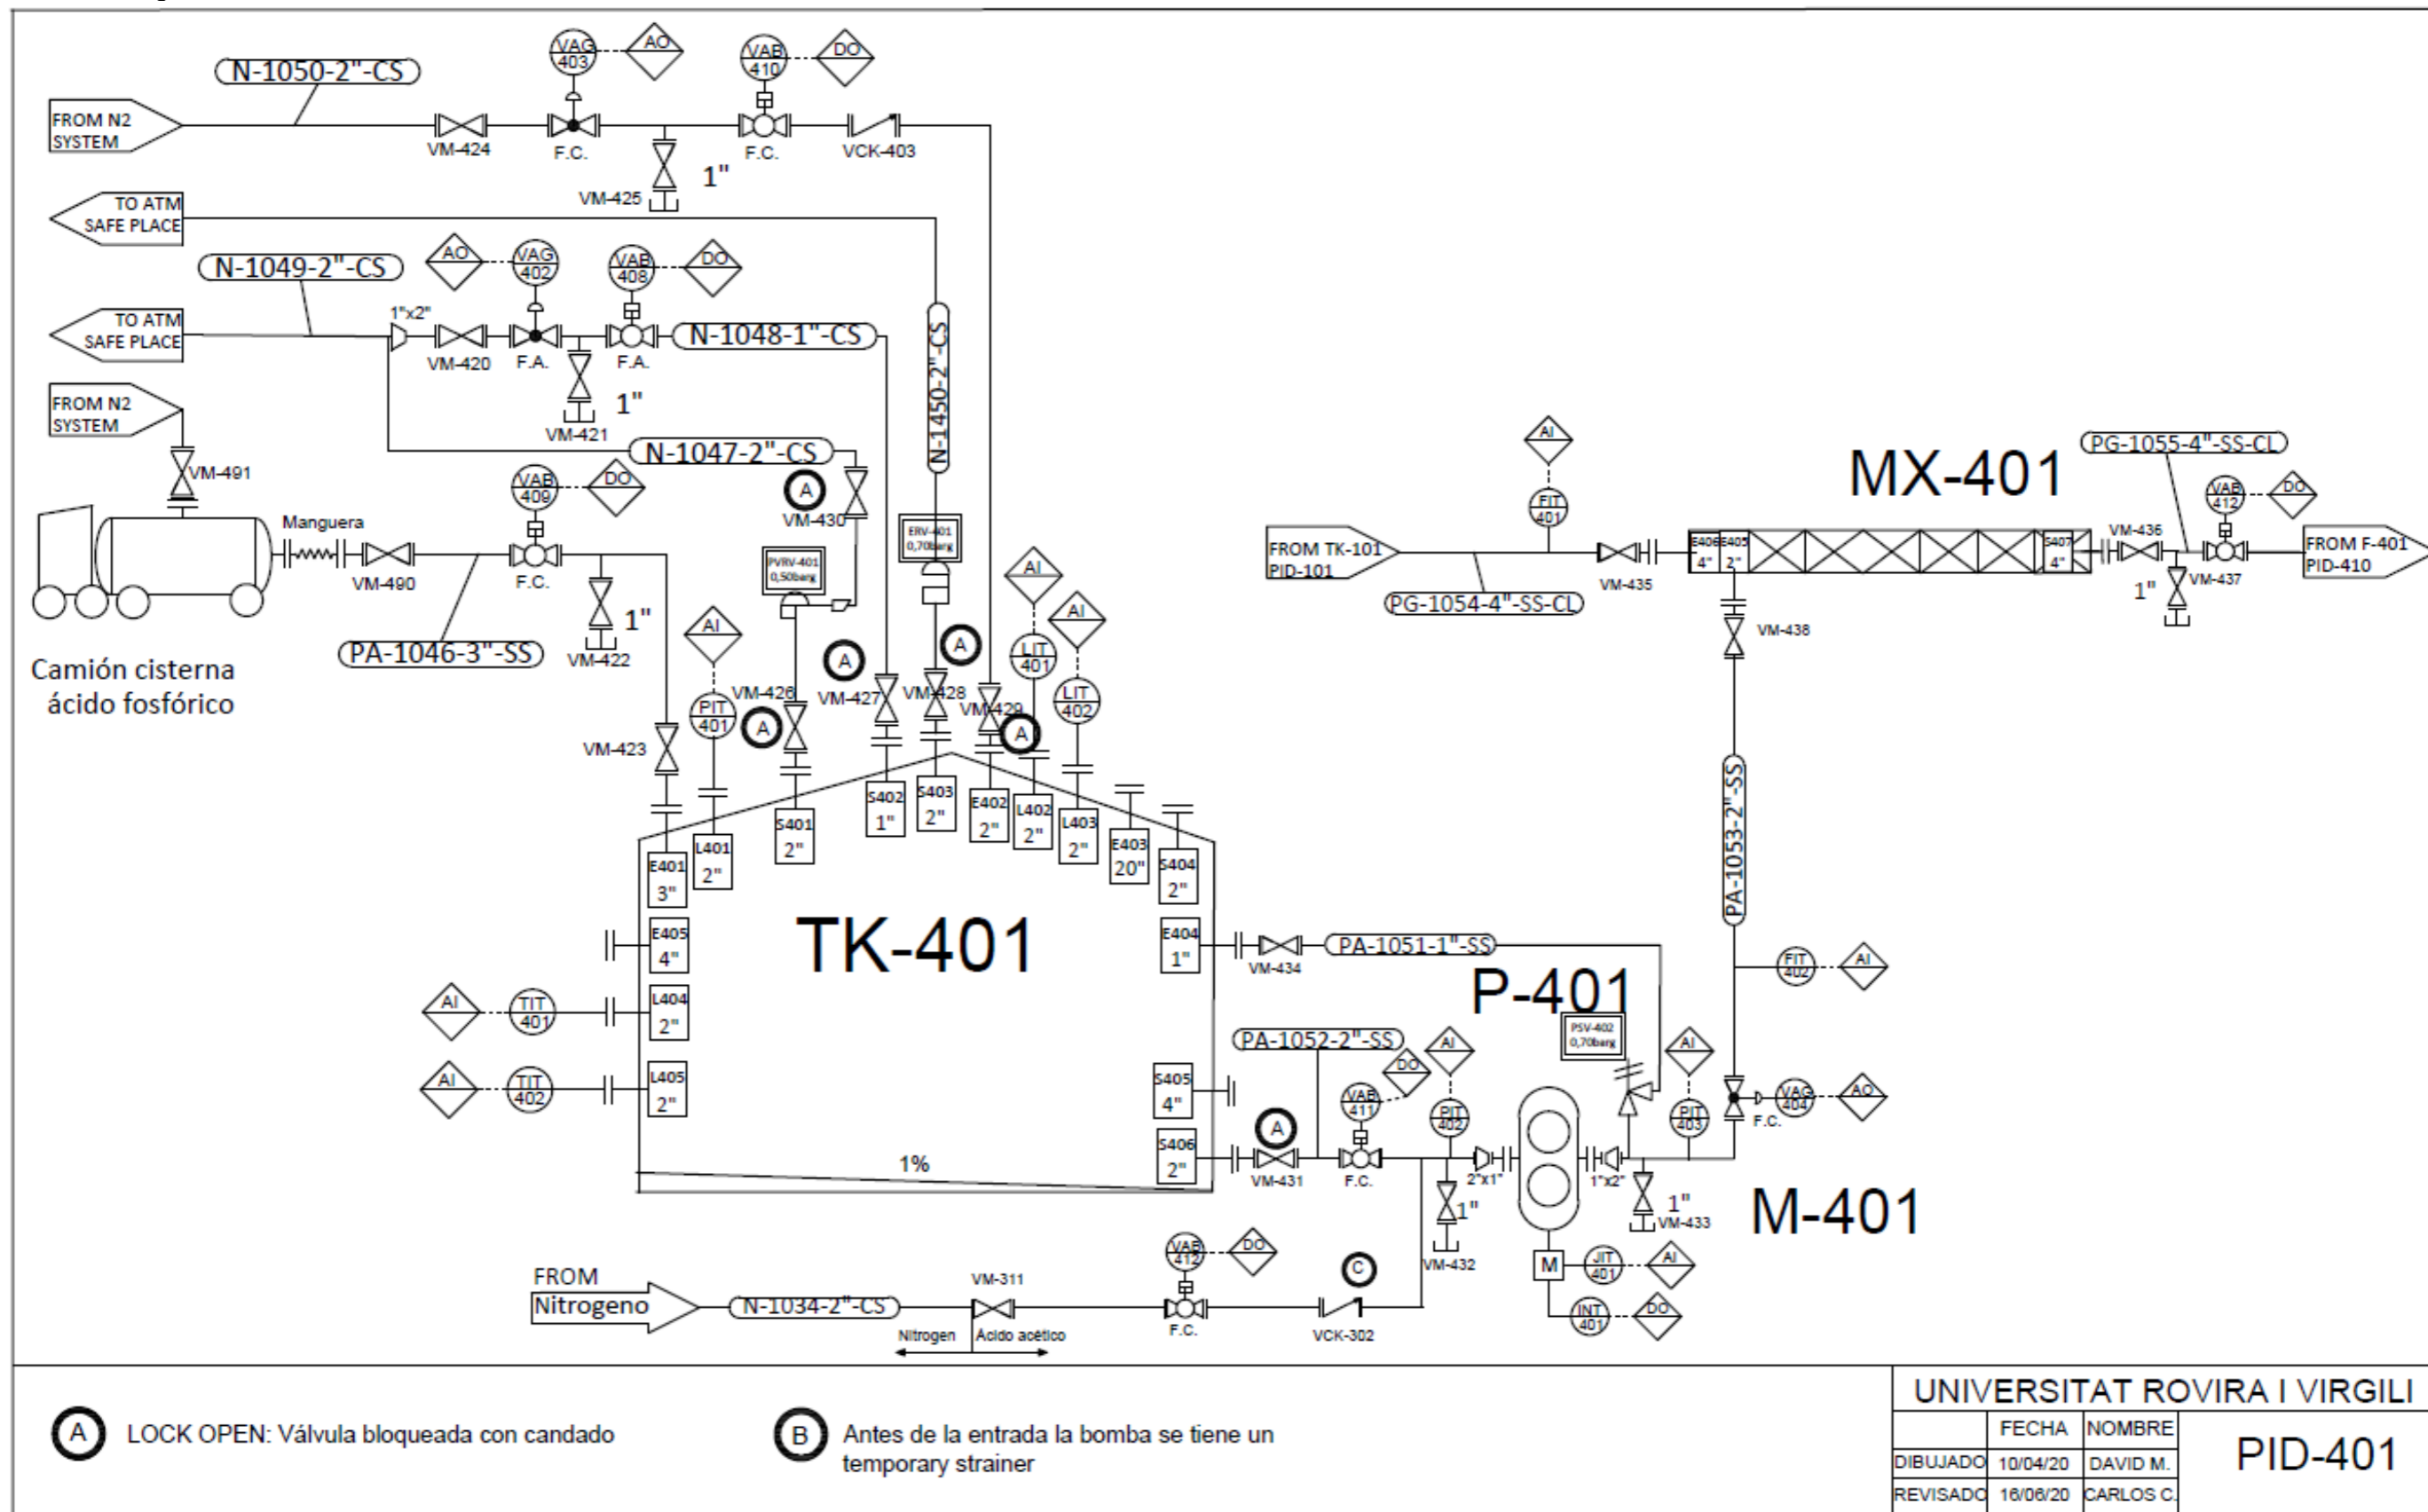 N-1050-2"-CS
VAG
403
AO
VAB
410
DO
FROM N2
SYSTEM
VM-424
F.C.
F.C.
VCK-403
1"
VM-425
TO ATM
SAFE PLACE
N-1049-2"-CS
AO
VAG
402
VAB
408
DO
1"x2"
TO ATM
SAFE PLACE
VM-420
F.A.
F.A.
N-1048-1"-CS
N-1450-2"-CS
FROM N2
SYSTEM
1"
VM-421
N-1047-2"-CS
VM-491
VAB
409
DO
A
VM-430
Manguera
VM-490
F.C.
ERV-401
0,70barg
PVRV-401
0,50barg
AI
AI
1"
PA-1046-3"-SS
VM-422
Camión cisterna
ácido fosfórico
AI
PIT
401
A
A
LIT
401
LIT
402
VM-426
VM-427
VM-428
VM-429
A
A
VM-423
E401
3"
L401
2"
S401
2"
S402
1"
S403
2"
E402
2"
L402
2"
L403
2"
E403
20"
S404
2"
E405
4"
TK-401
E404
1"
AI
TIT
401
L404
2"
AI
TIT
402
L405
2"
S405
4"
S406
2"
1%
AI
FIT
401
MX-401
PG-1055-4"-SS-CL
VAB
412
DO
FROM TK-101
PID-101
VM-435
E406
4"
E405
2"
S407
4"
VM-436
FROM F-401
PID-410
PG-1054-4"-SS-CL
1"
VM-437
VM-438
PA-1053-2"-SS
VM-434
PA-1051-1"-SS
P-401
FIT
402
AI
PA-1052-2"-SS
DO
AI
PSV-402
0,70barg
AI
A
VAB
411
PIT
402
PIT
403
VAG
404
AO
F.C.
VM-431
F.C.
2"x1"
1"x2"
1"
VM-432
1"
VM-433
M-401
M
JIT
401
AI
INT
401
DO
FROM
Nitrogeno
N-1034-2"-CS
VM-311
Nitrogen
Acido acético
VAB
412
DO
F.C.
C
VCK-302
A
LOCK OPEN: Válvula bloqueada con candado
B
Antes de la entrada la bomba se tiene un
temporary strainer
UNIVERSITAT ROVIRA I VIRGILI
FECHA NOMBRE
DIBUJADO 10/04/20 DAVID M.
REVISADO 16/06/20 CARLOS C.
PID-401